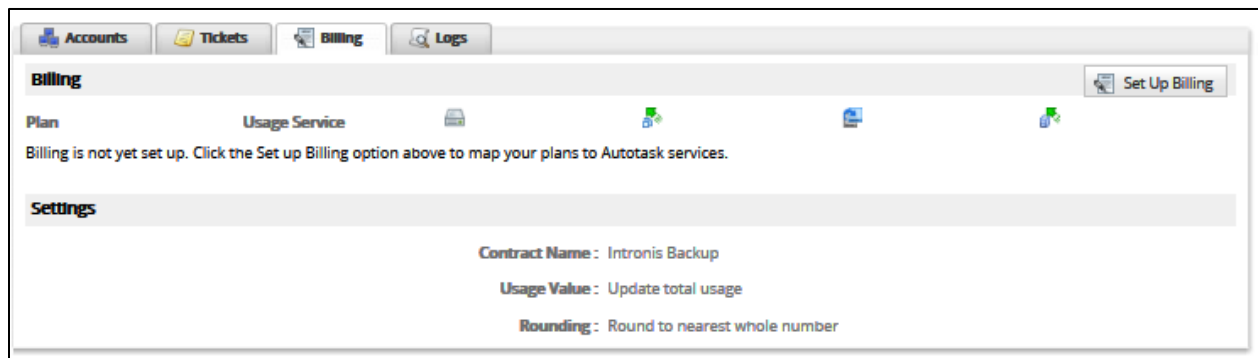 Accounts Tickets Billing Logs
Billing Set Up Billing
Plan Usage Service
Billing is not yet set up. Click the Set up Billing option above to map your plans to Autotask services.
Settings
Contract Name : Intronis Backup
Usage Value : Update total usage
Rounding : Round to nearest whole number